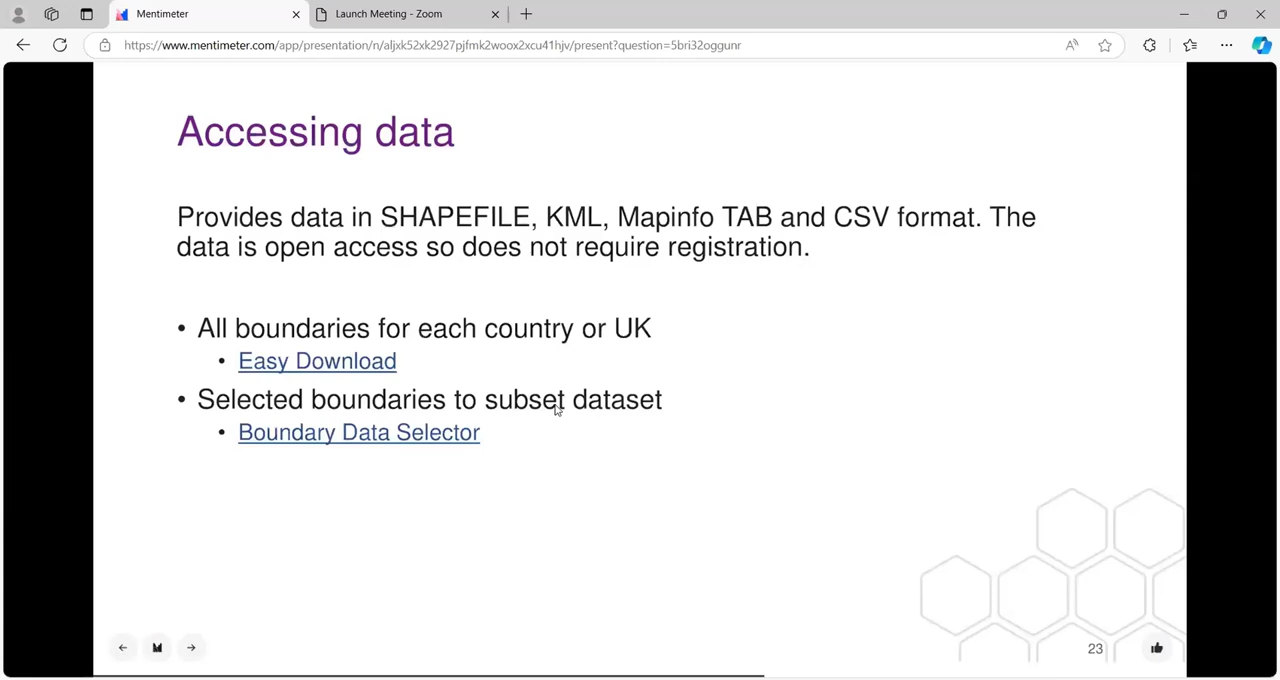 Mentimeter
Launch Meeting - Zoom
https://www.mentimeter.com/app/presentation/n/aljxk52xk2927pjfmk2woox2xcu41hjv/present?question=5bri32oggunr
Accessing data
Provides data in SHAPEFILE, KML, Mapinfo TAB and CSV format. The
data is open access so does not require registration.
• All boundaries for each country or UK
• Easy Download
• Selected boundaries to subset dataset
• Boundary Data Selector
23